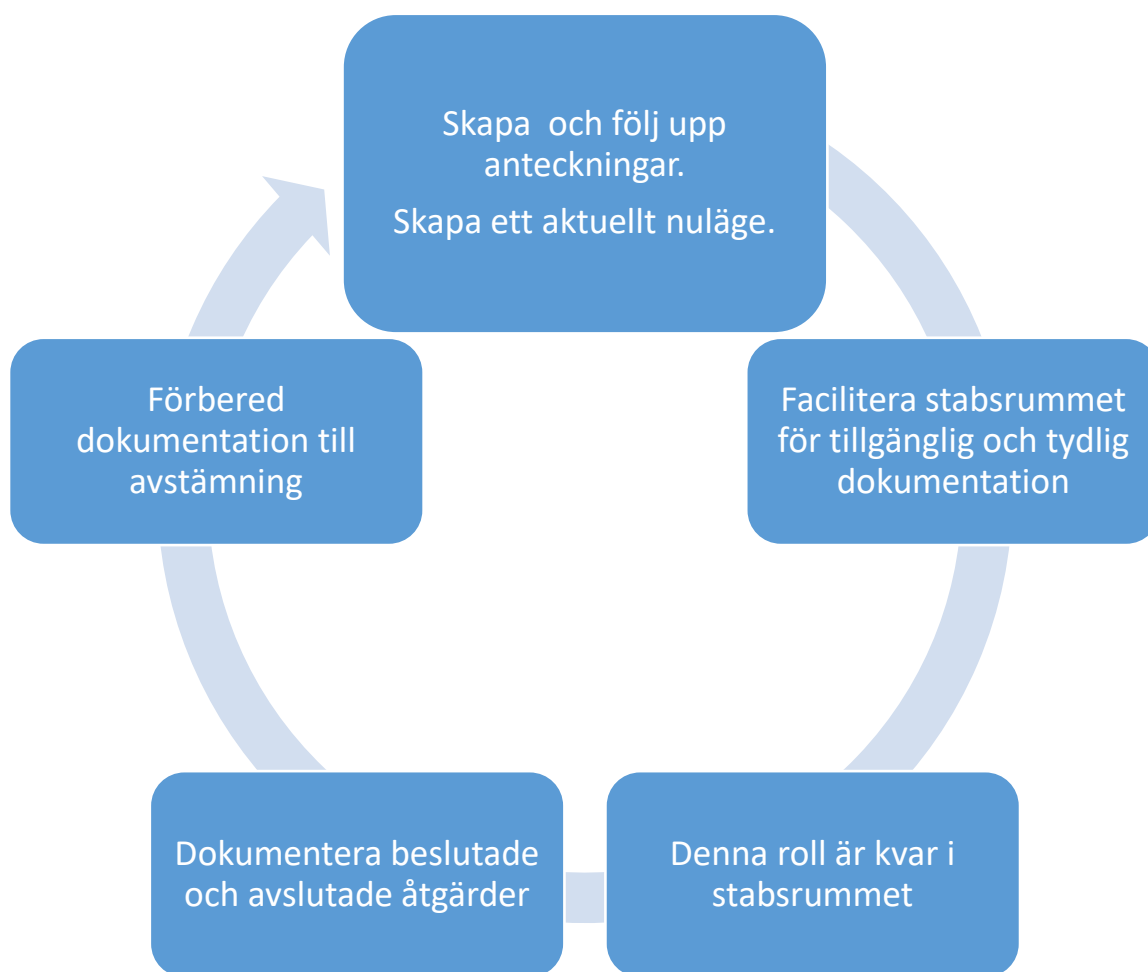 Skapa  och följ upp
anteckningar.
Skapa ett aktuellt nuläge.
Facilitera stabsrummet
för tillgänglig och tydlig
dokumentation
Denna roll är kvar i
stabsrummet
Dokumentera beslutade
och avslutade åtgärder
Förbered
dokumentation till
avstämning